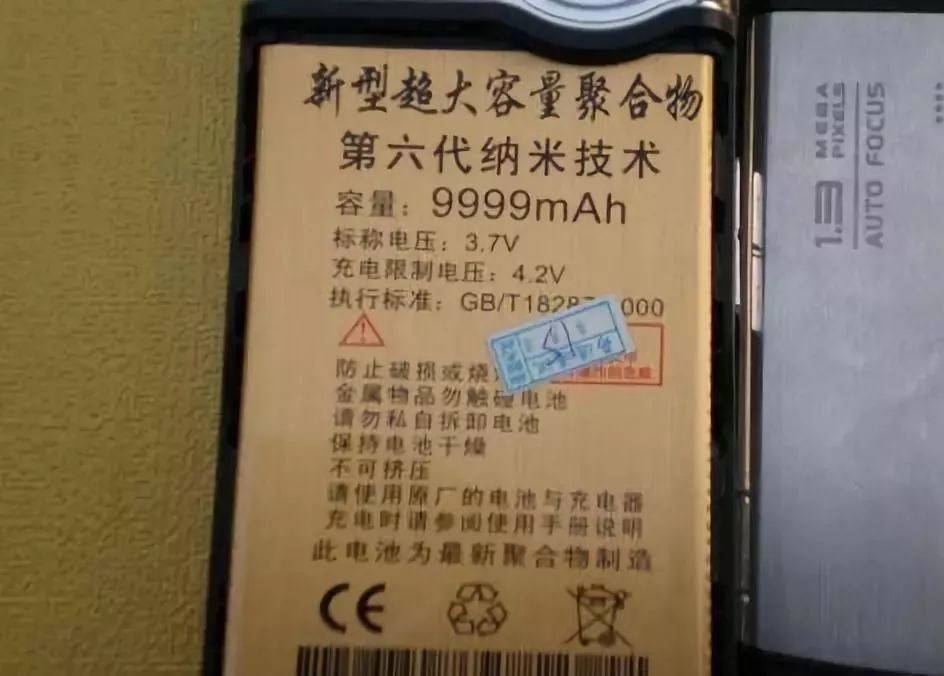 新型超大容量聚合物
第六代纳米技术
容量：9999mAh
标称电压：3.7V
充电限制电压：4.2V
执行标准：GB/T1828 000
防止破损或燒
金属物品勿触碰电池
请勿私自拆卸电池
保持电池干燥
不可挤压
请使用原厂的电池与充电器
充电时请参阅使用手册说明
此电池为最新聚合物制造
CE
1.3 MEGA PIXELS
AUTO FOCUS